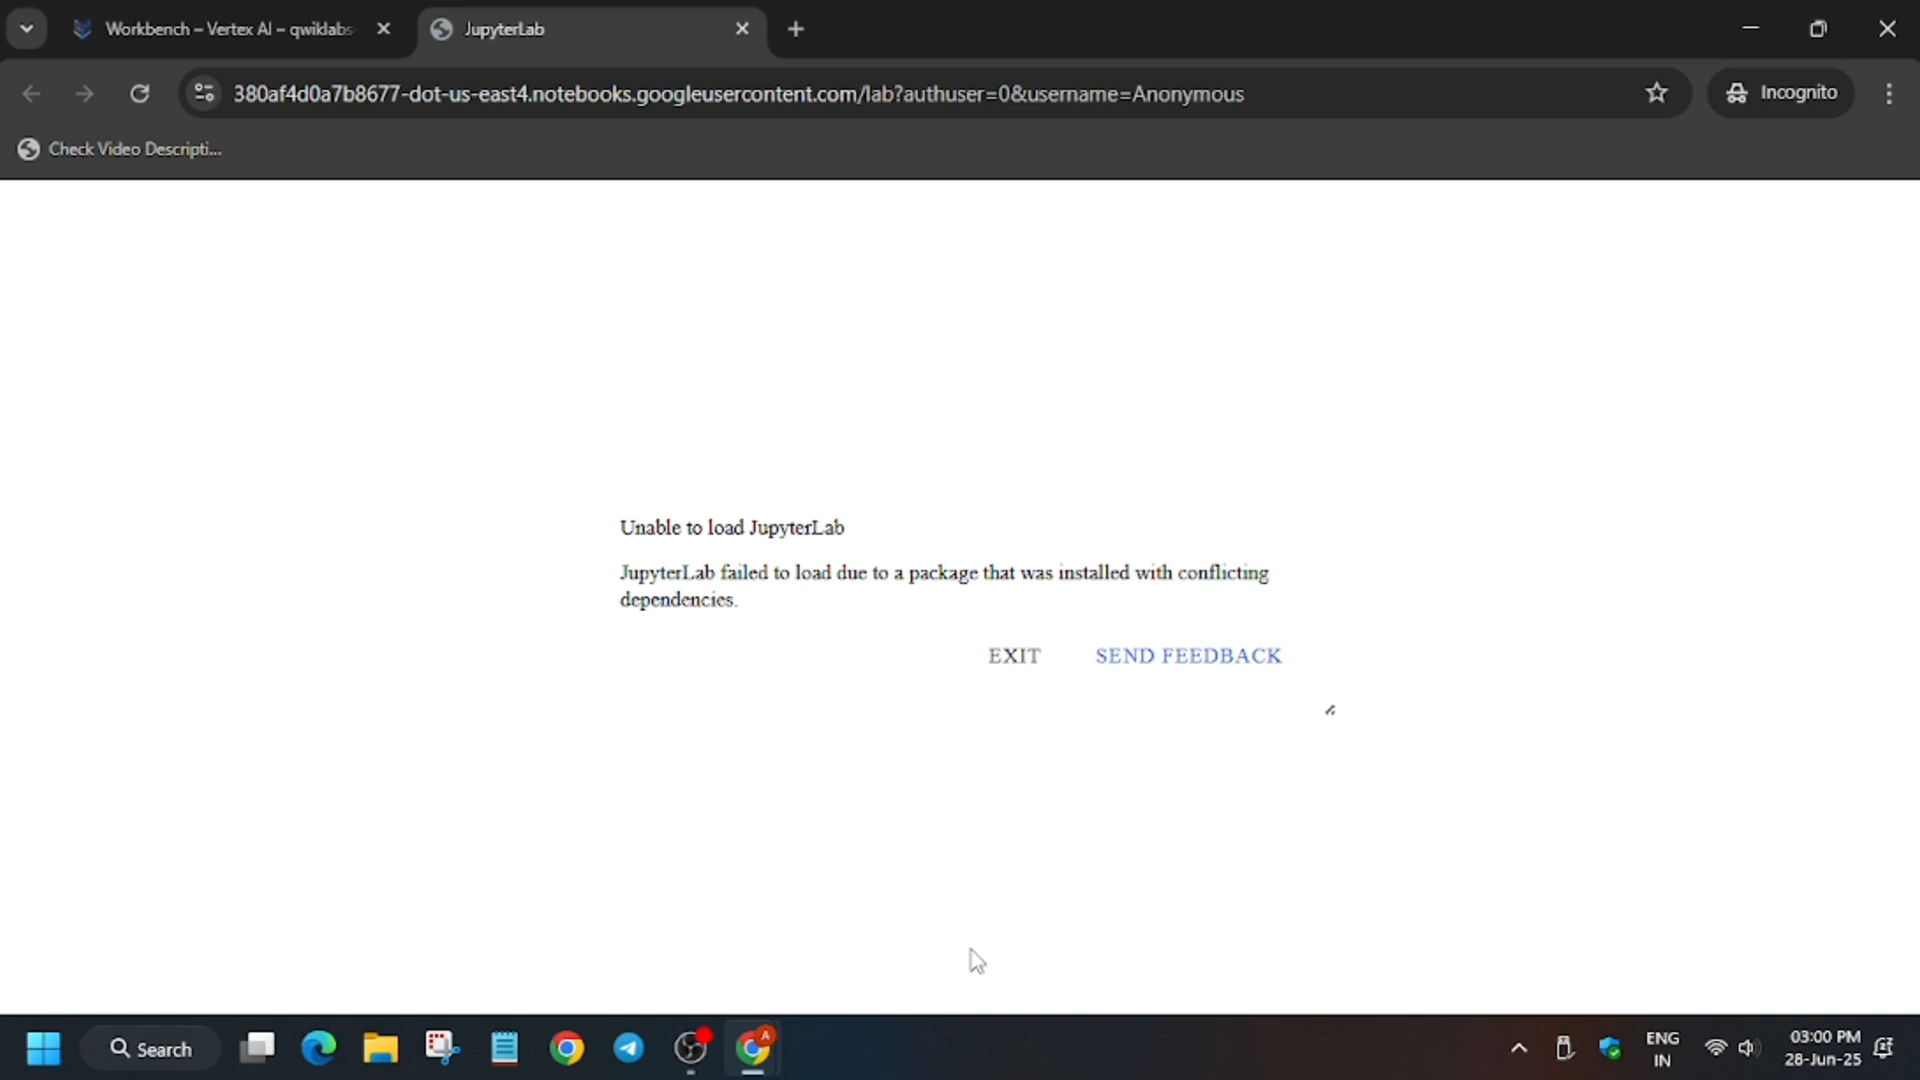 Workbench – Vertex AI – qwiklabs-
JupyterLab
380af4d0a7b8677-dot-us-east4.notebooks.googleusercontent.com/lab?authuser=0&username=Anonymous
Incognito
Check Video Descripti...
Unable to load JupyterLab
JupyterLab failed to load due to a package that was installed with conflicting
dependencies.
EXIT SEND FEEDBACK
Search
A
ENG
IN
03:00 PM
28-Jun-25